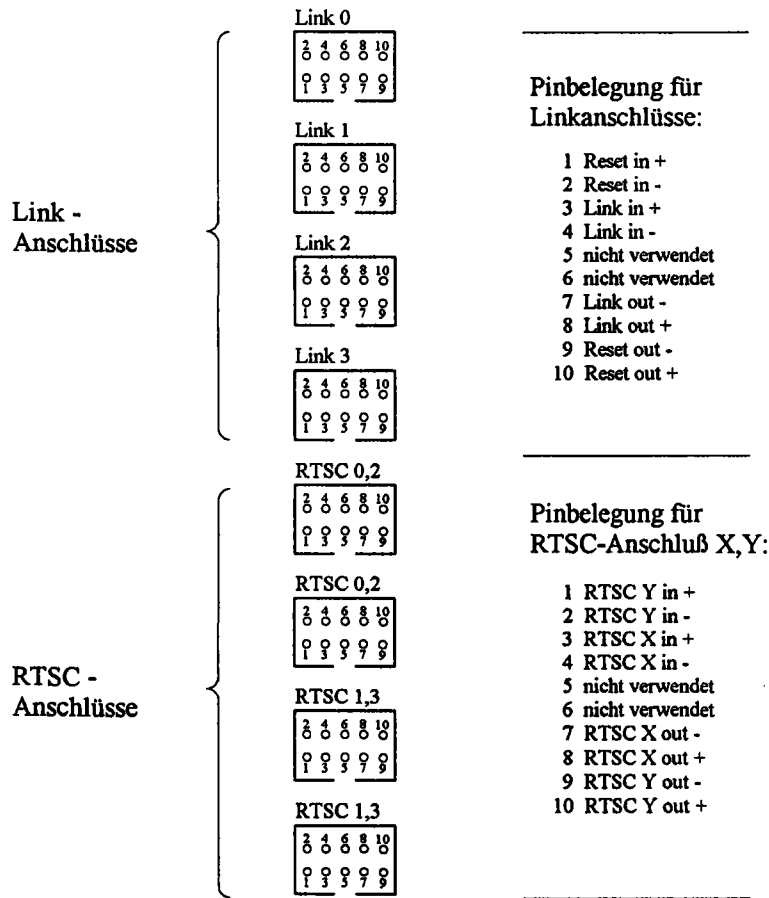 Link 0
2 4 6 8 10
1 3 5 7 9
Link 1
2 4 6 8 10
1 3 5 7 9
Link -
Anschlüsse
Link 2
2 4 6 8 10
1 3 5 7 9
Link 3
2 4 6 8 10
1 3 5 7 9
RTSC 0,2
2 4 6 8 10
1 3 5 7 9
RTSC 0,2
2 4 6 8 10
1 3 5 7 9
RTSC -
Anschlüsse
RTSC 1,3
2 4 6 8 10
1 3 5 7 9
RTSC 1,3
2 4 6 8 10
1 3 5 7 9
Pinbelegung für
Linkanschlüsse:
1 Reset in +
2 Reset in -
3 Link in +
4 Link in -
5 nicht verwendet
6 nicht verwendet
7 Link out -
8 Link out +
9 Reset out -
10 Reset out +
Pinbelegung für
RTSC-Anschluß X,Y:
1 RTSC Y in +
2 RTSC Y in -
3 RTSC X in +
4 RTSC X in -
5 nicht verwendet
6 nicht verwendet
7 RTSC X out -
8 RTSC X out +
9 RTSC Y out -
10 RTSC Y out +